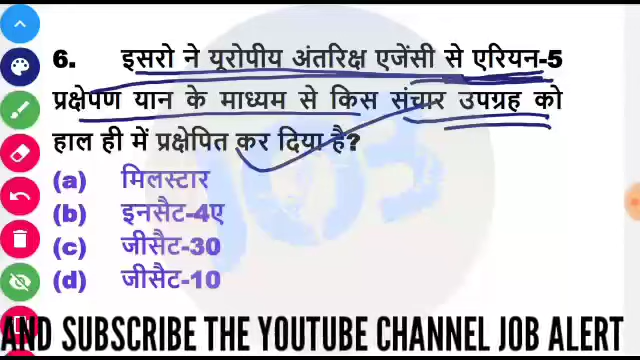 6. इसरो ने यूरोपीय अंतरिक्ष एजेंसी से एरियन-5
प्रक्षेपण यान के माध्यम से किस संचार उपग्रह को
हाल ही में प्रक्षेपित कर दिया है?
(a) मिलस्टार
(b) इनसैट-4ए
(c) जीसैट-30
(d) जीसैट-10
AND SUBSCRIBE THE YOUTUBE CHANNEL JOB ALERT